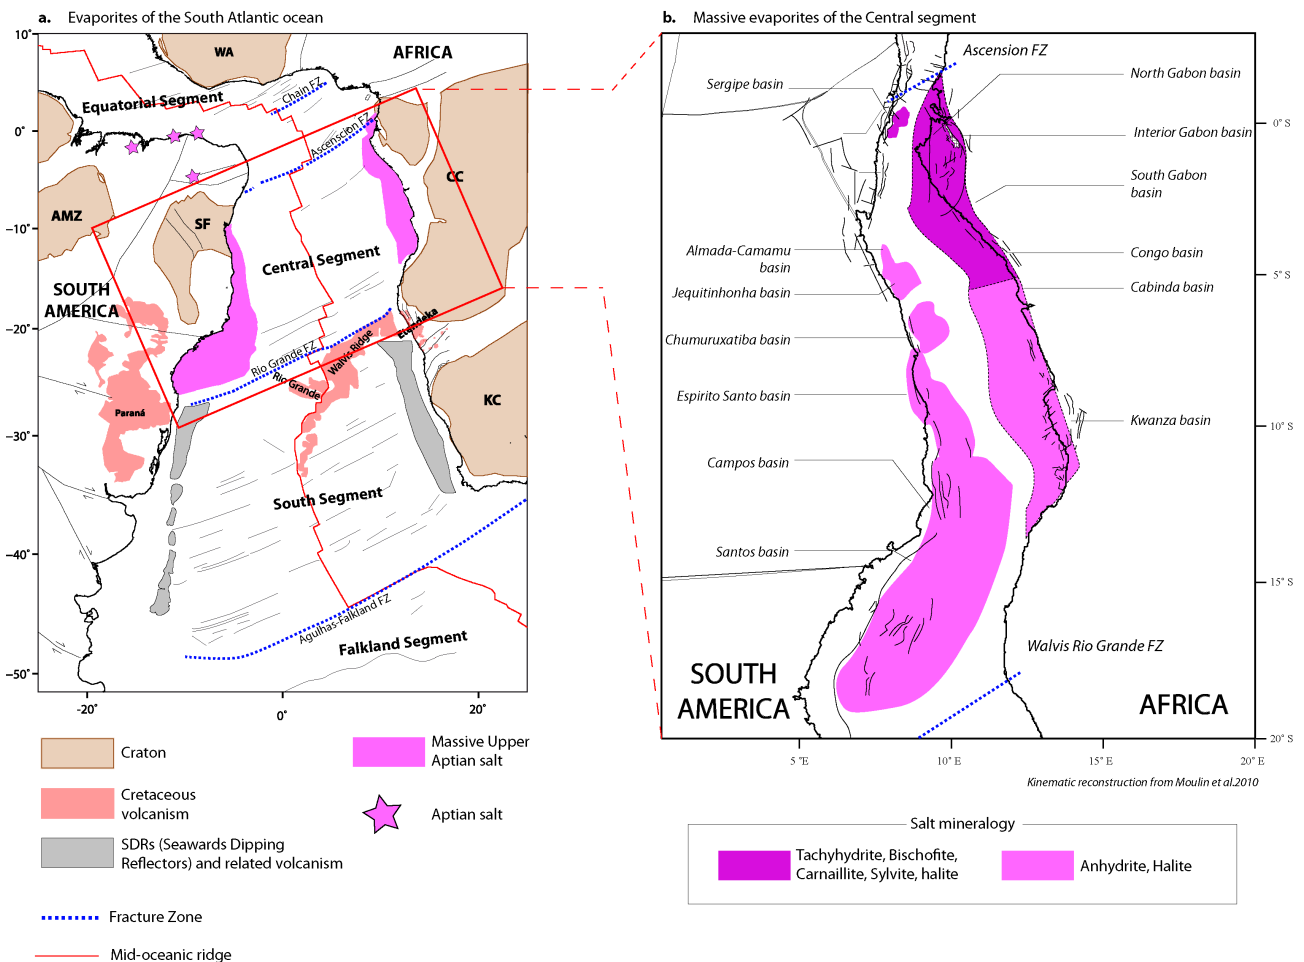 a. Evaporites of the South Atlantic ocean
10˚
0˚
−10˚
−20˚
−30˚
−40˚
−50˚
-20˚
0˚
20˚
WA
AFRICA
Chain FZ
Equatorial Segment
Ascenscion FZ
CC
AMZ
SF
Central Segment
SOUTH
AMERICA
Etendeka
Rio Grande FZ
Walvis Ridge
Rio Grande
Paraná
KC
South Segment
Agulhas-Falkland FZ
Falkland Segment
Craton
Cretaceous
volcanism
SDRs (Seawards Dipping
Reflectors) and related volcanism
Fracture Zone
Mid-oceanic ridge
Massive Upper
Aptian salt
Aptian salt
b. Massive evaporites of the Central segment
Ascension FZ
Sergipe basin
North Gabon basin
Interior Gabon basin
South Gabon
basin
Almada-Camamu
basin
Congo basin
Jequitinhonha basin
Cabinda basin
Chumuruxatiba basin
Espirito Santo basin
Kwanza basin
Campos basin
Santos basin
Walvis Rio Grande FZ
SOUTH
AMERICA
AFRICA
0˚ S
5˚ S
10˚ S
15˚ S
20˚ S
5 ˚E
10˚ E
15˚ E
20˚ E
Kinematic reconstruction from Moulin et al.2010
Salt mineralogy
Tachyhydrite, Bischofite,
Carnaillite, Sylvite, halite
Anhydrite, Halite